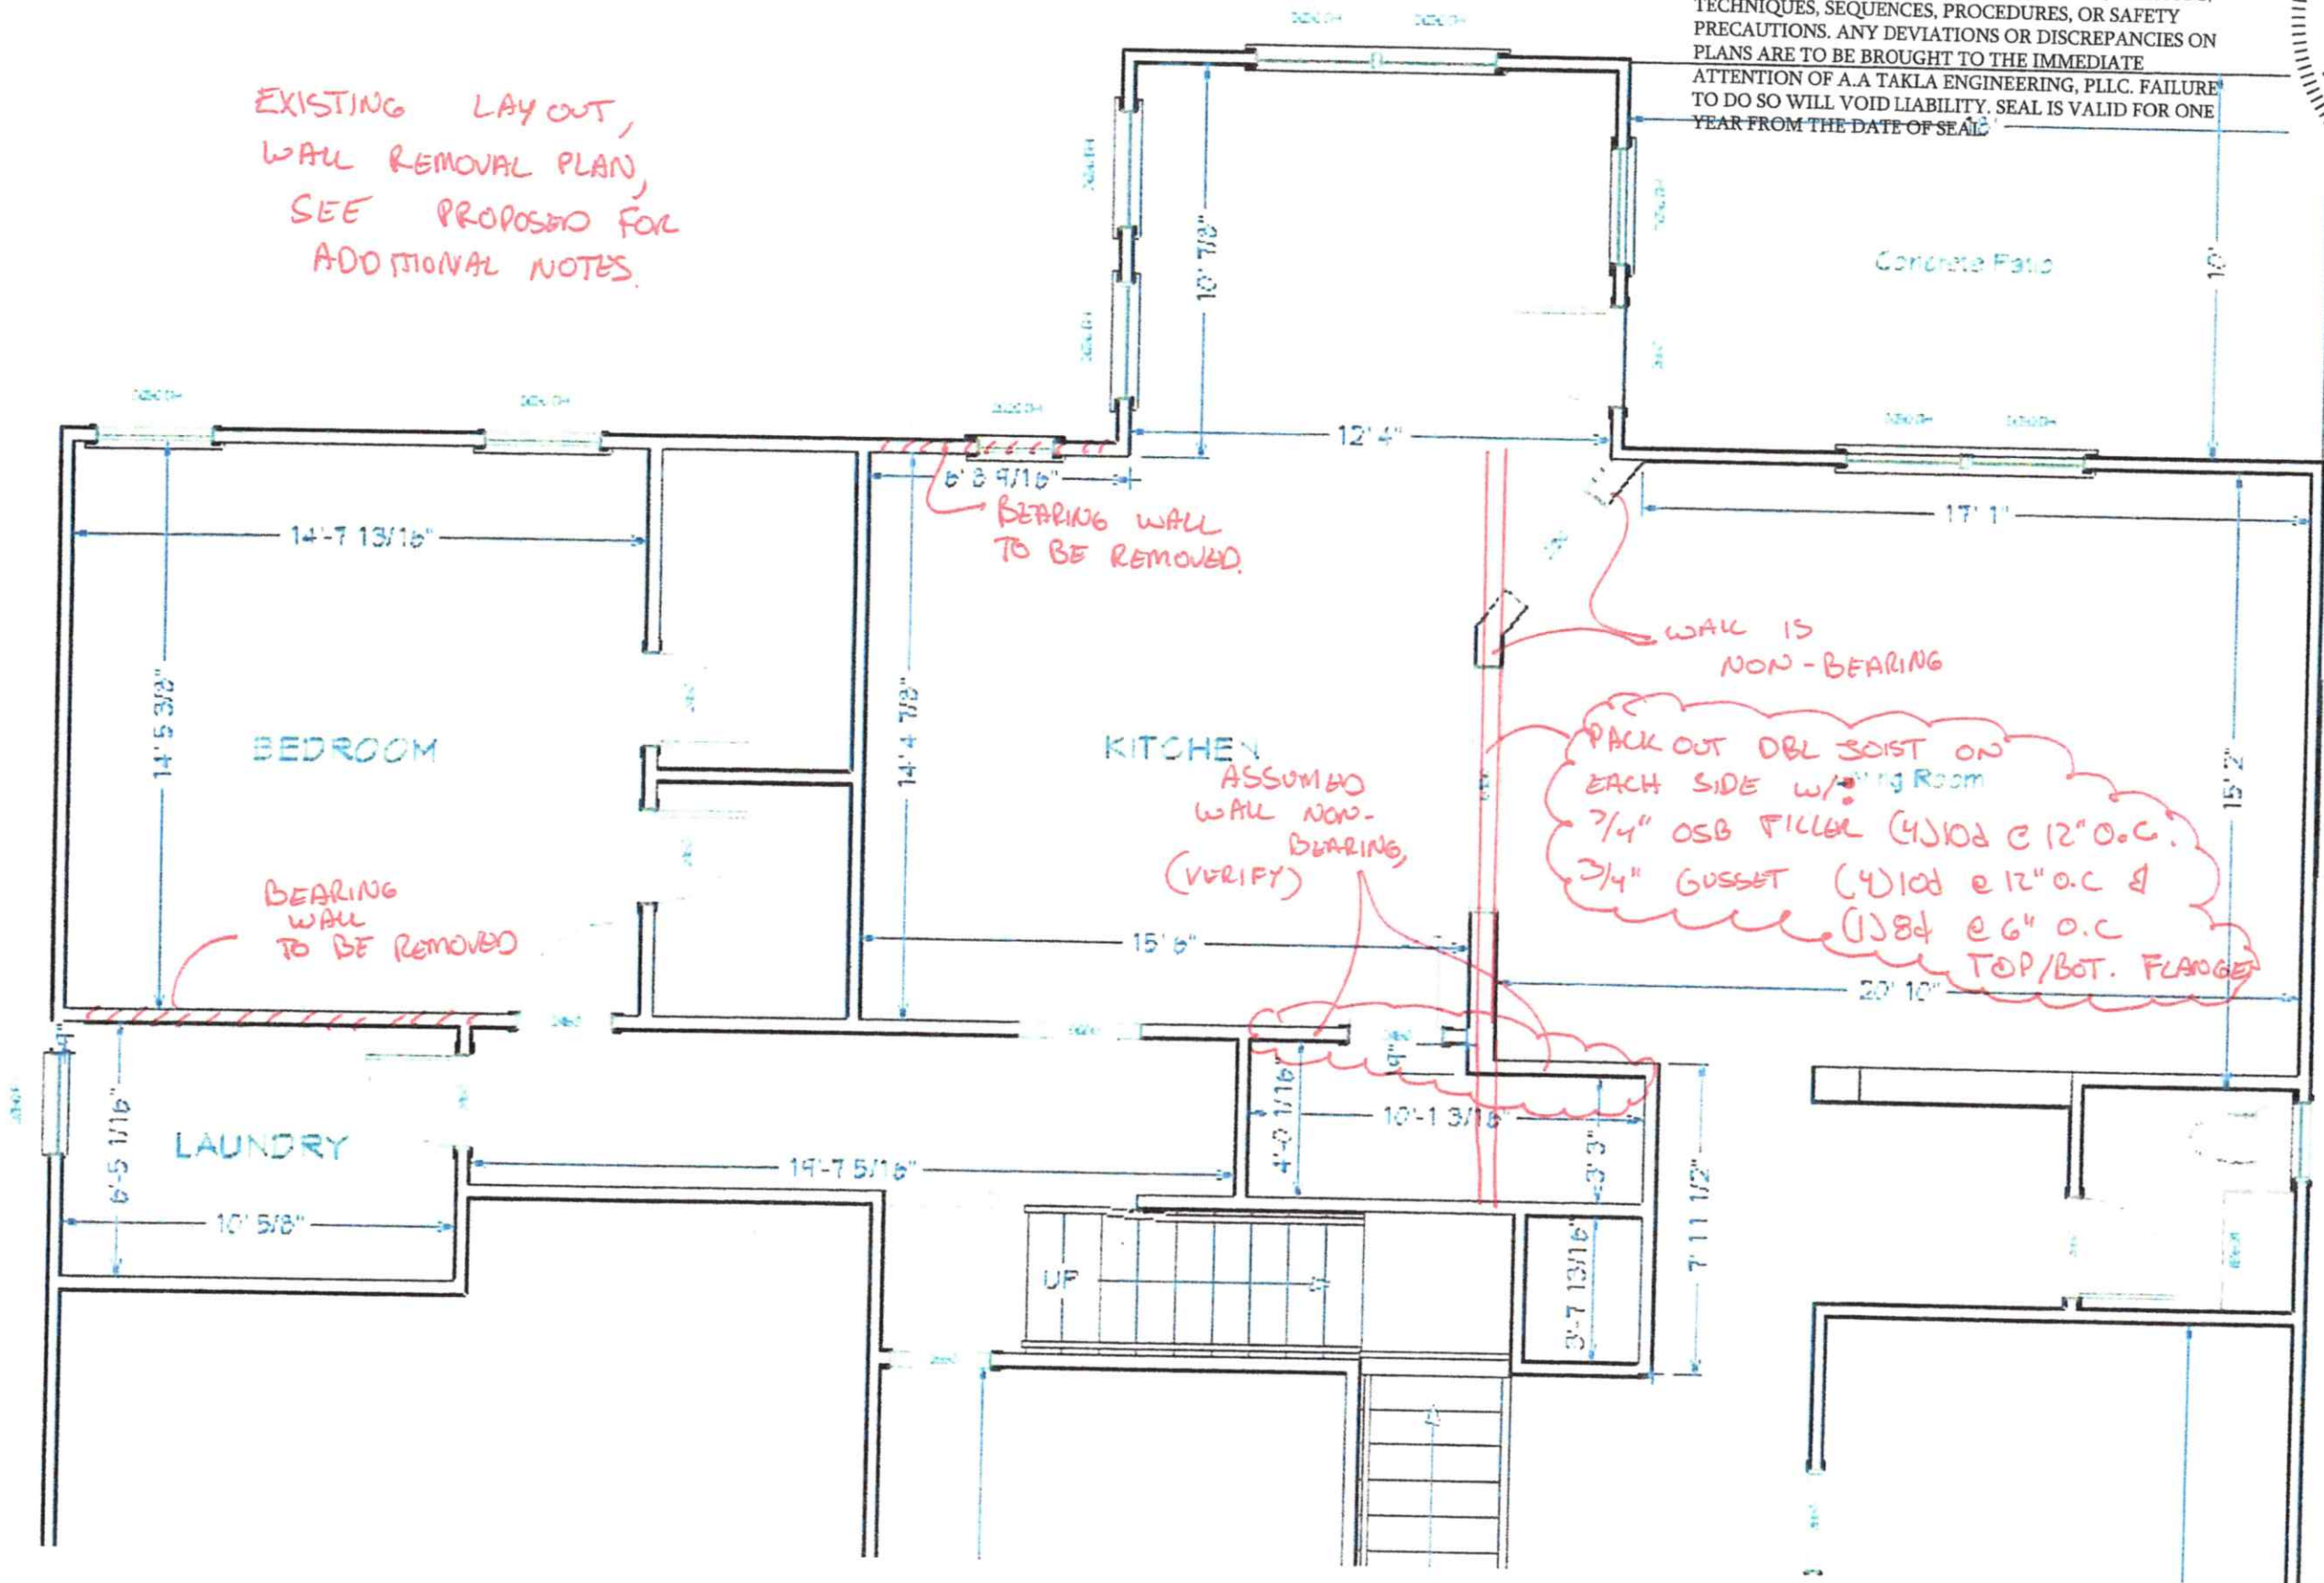 TECHNIQUES, SEQUENCES, PROCEDURES, OR SAFETY
PRECAUTIONS. ANY DEVIATIONS OR DISCREPANCIES ON
PLANS ARE TO BE BROUGHT TO THE IMMEDIATE
ATTENTION OF A.A TAKLA ENGINEERING, PLLC. FAILURE
TO DO SO WILL VOID LIABILITY. SEAL IS VALID FOR ONE
YEAR FROM THE DATE OF SEAL
EXISTING LAYOUT,
WALL REMOVAL PLAN,
SEE PROPOSED FOR
ADDITIONAL NOTES.
10' 7/8"
Concrete Patio
10'
12' 4"
6' 8 9/16"
BEARING WALL
TO BE REMOVED.
14'-7 13/16"
17' 1"
WALL IS
NON-BEARING
14' 5 3/8"
BEDROOM
14' 4 7/8"
KITCHEN
ASSUMED
WALL NON-
BEARING,
(VERIFY)
PACK OUT DBL JOIST ON
EACH SIDE W/:
3/4" OSB FILLER (4)10d @ 12" O.C.
3/4" GUSSET (4)10d @ 12" O.C &
(1)8d @ 6" O.C
TOP/BOT. FLANGE
Room
15' 2"
BEARING
WALL
TO BE REMOVED
15' 6"
20' 10"
9"
6'-5 1/16"
LAUNDRY
10' 5/8"
19'-7 5/16"
4'-0 1/16"
10'-1 3/16"
3' 3"
7' 11 1/2"
3'-7 13/16"
UP